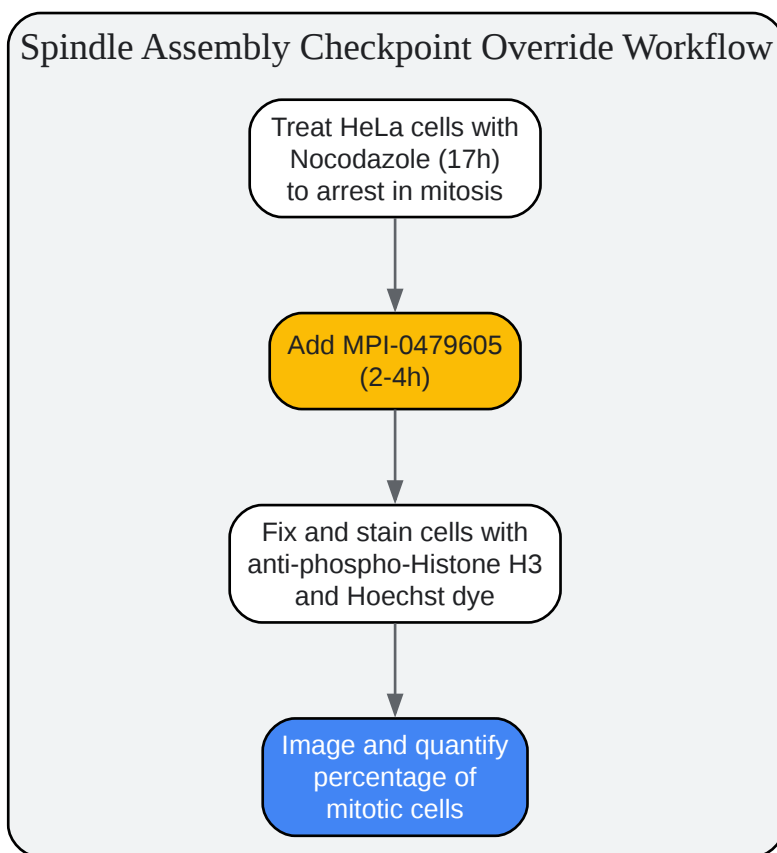 Spindle Assembly Checkpoint Override Workflow
Treat HeLa cells with
Nocodazole (17h)
to arrest in mitosis
Add MPI-0479605
(2-4h)
Fix and stain cells with
anti-phospho-Histone H3
and Hoechst dye
Image and quantify
percentage of
mitotic cells